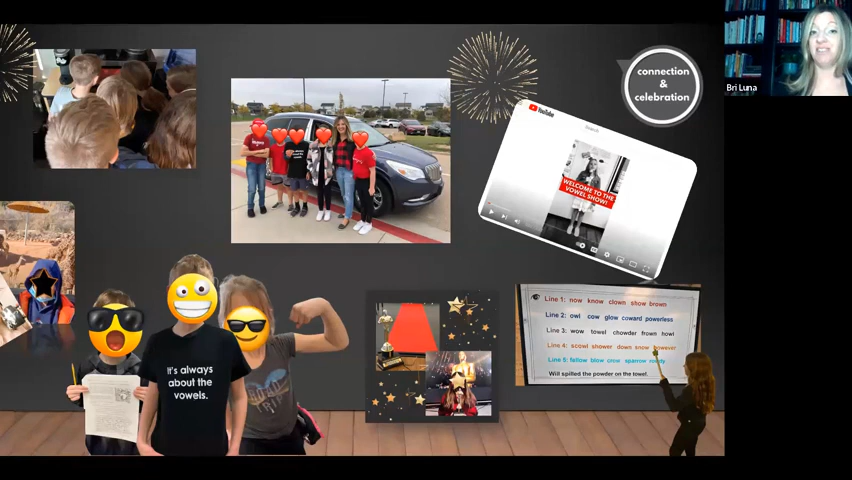 connection
&
celebration
Bri Luna
YouTube
Search
WELCOME TO THE
VOWEL SHOW!
It's always
about the
vowels.
Line 1: now know clown show brown
Line 2: owl cow glow coward powerless
Line 3: wow towel chowder frown howl
Line 4: scowl shower down snow however
Line 5: fellow blow crow sparrow rowdy
Will spilled the powder on the towel.